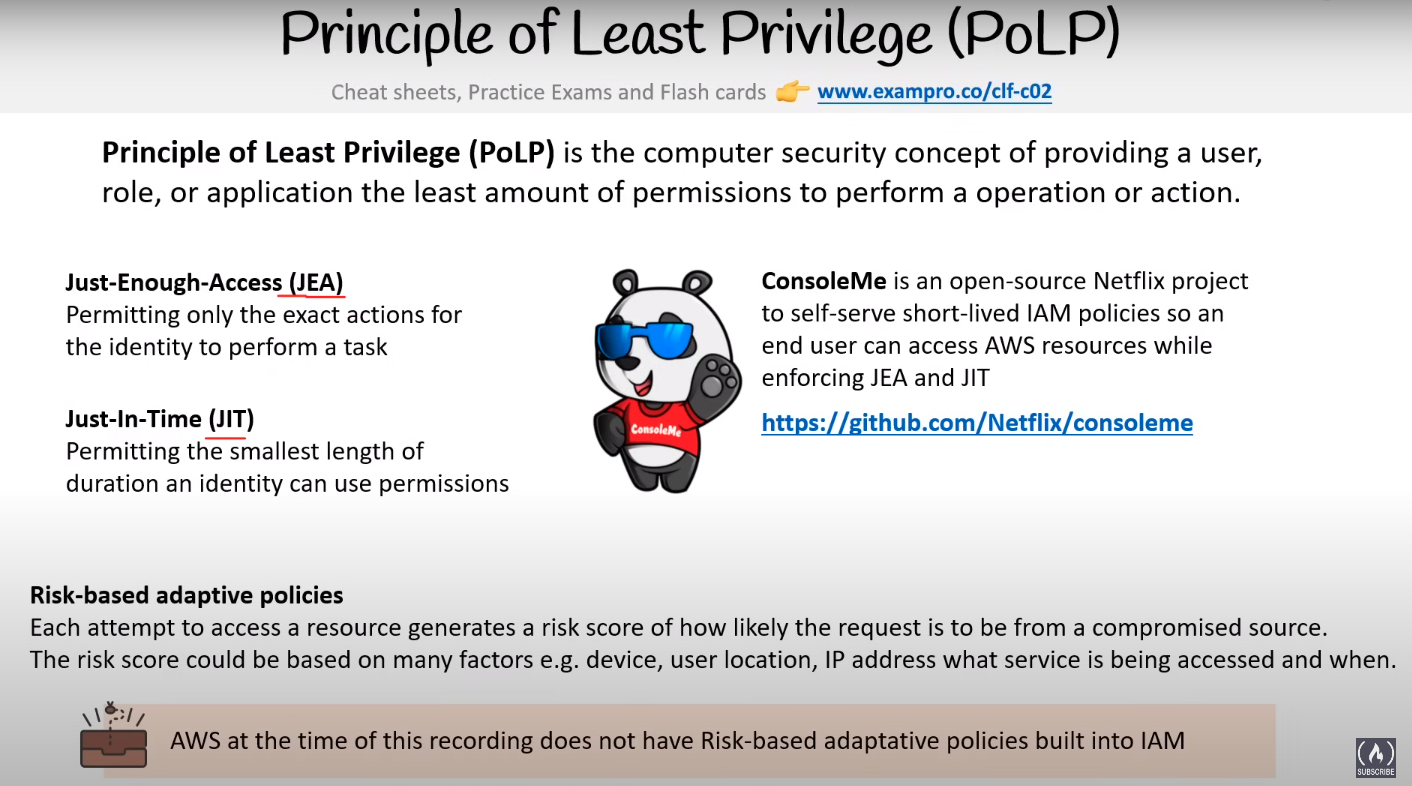 Principle of Least Privilege (PoLP)
Cheat sheets, Practice Exams and Flash cards 👉 www.exampro.co/clf-c02
Principle of Least Privilege (PoLP) is the computer security concept of providing a user,
role, or application the least amount of permissions to perform a operation or action.
Just-Enough-Access (JEA)
Permitting only the exact actions for
the identity to perform a task
Just-In-Time (JIT)
Permitting the smallest length of
duration an identity can use permissions
ConsoleMe
ConsoleMe is an open-source Netflix project
to self-serve short-lived IAM policies so an
end user can access AWS resources while
enforcing JEA and JIT
https://github.com/Netflix/consoleme
Risk-based adaptive policies
Each attempt to access a resource generates a risk score of how likely the request is to be from a compromised source.
The risk score could be based on many factors e.g. device, user location, IP address what service is being accessed and when.
AWS at the time of this recording does not have Risk-based adaptative policies built into IAM
SUBSCRIBE